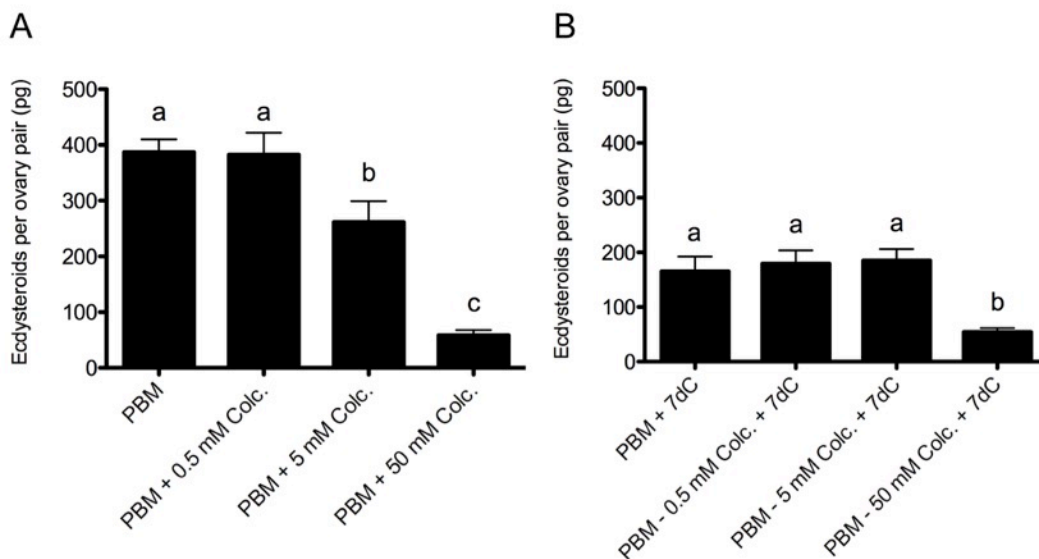 A
Ecdysteroids per ovary pair (pg)
500
400
300
200
100
0
a
a
b
c
PBM
PBM + 0.5 mM Colc.
PBM + 5 mM Colc.
PBM + 50 mM Colc.
B
Ecdysteroids per ovary pair (pg)
500
400
300
200
100
0
a
a
a
b
PBM + 7dC
PBM - 0.5 mM Colc. + 7dC
PBM - 5 mM Colc. + 7dC
PBM - 50 mM Colc. + 7dC